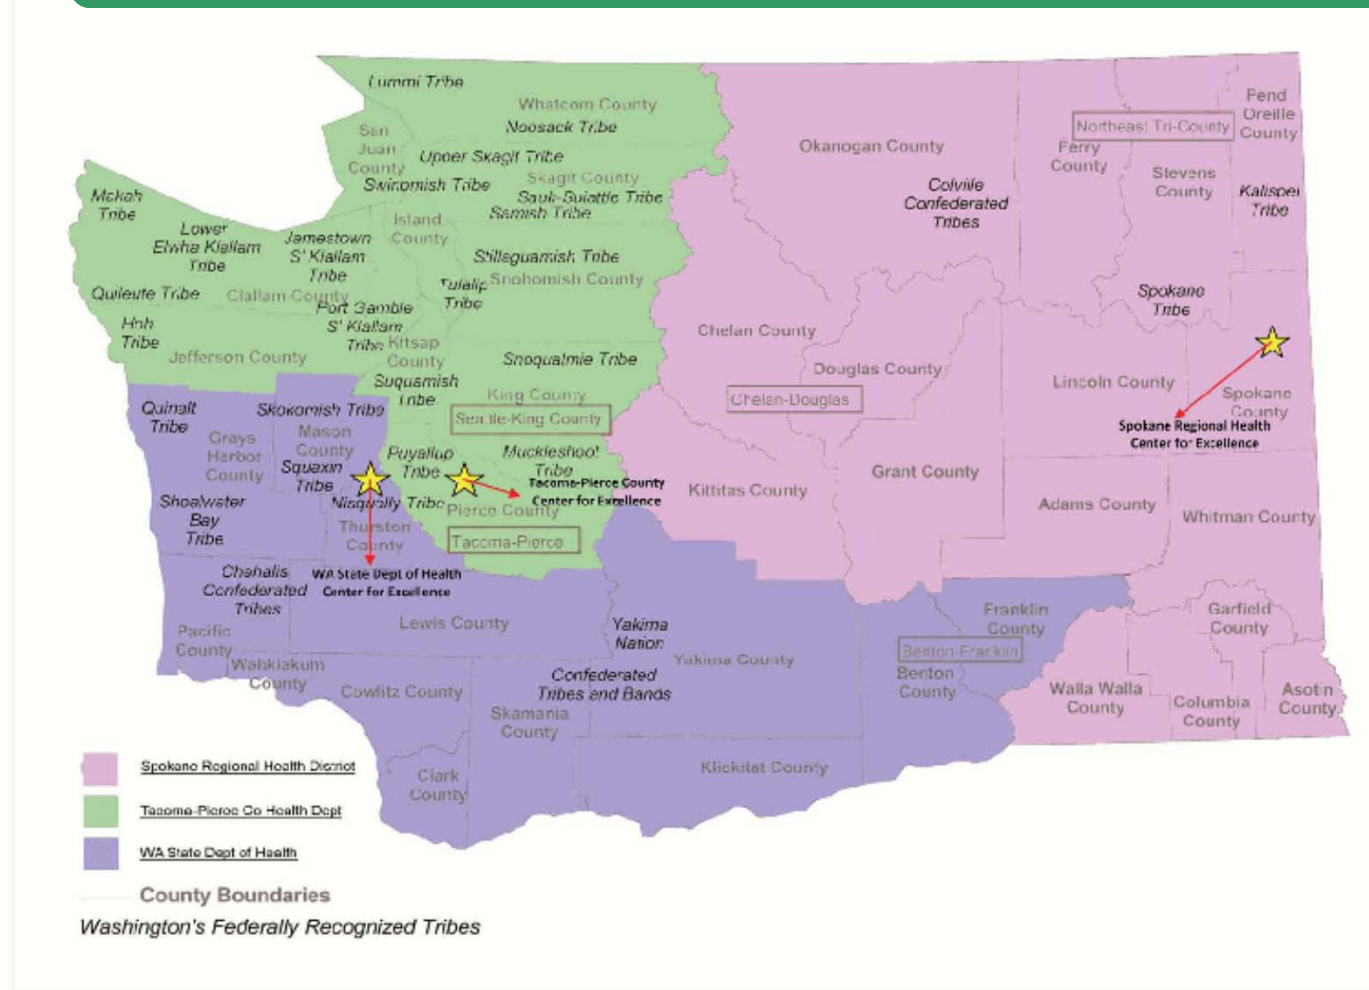 Lummi Tribe
Whatcom County
Noosack Tribe
San
Juan
County
Upper Skagit Tribe
Skagit County
Swinomish Tribe
Sauk-Suiattle Tribe
Samish Tribe
Makah
Tribe
Lower
Elwha Klallam
Tribe
Jamestown
S' Klallam
Tribe
Island
County
Stillaguamish Tribe
Snohomish County
Tulalip
Tribe
Quileute Tribe
Clallam County
Port Gamble
S' Klallam
Tribe
Hoh
Tribe
Jefferson County
Kitsap
County
Snoqualmie Tribe
Suquamish
Tribe
King County
Seattle-King County
Quinalt
Tribe
Skokomish Tribe
Grays
Harbor
County
Mason
County
Squaxin
Tribe
Puyallup
Tribe
Muckleshoot
Tribe
Tacoma-Pierce County
Center for Excellence
Nisqually Tribe
Pierce County
Shoalwater
Bay
Tribe
Thurston
County
Tacoma-Pierce
Chehalis
Confederated
Tribes
WA State Dept of Health
Center for Excellence
Lewis County
Pacific
County
Wahkiakum
County
Cowlitz County
Yakima
Nation
Confederated
Tribes and Bands
Yakima County
Skamania
County
Clark
County
Klickitat County
Okanogan County
Colville
Confederated
Tribes
Northeast Tri-County
Ferry
County
Stevens
County
Pend
Oreille
County
Kalispel
Tribe
Spokane
Tribe
Chelan County
Douglas County
Chelan-Douglas
Lincoln County
Spokane
County
Spokane Regional Health
Center for Excellence
Grant County
Kittitas County
Adams County
Whitman County
Franklin
County
Benton-Franklin
Benton
County
Walla Walla
County
Columbia
County
Garfield
County
Asotin
County
Spokane Regional Health District
Tacoma-Pierce Co Health Dept
WA State Dept of Health
County Boundaries
Washington's Federally Recognized Tribes